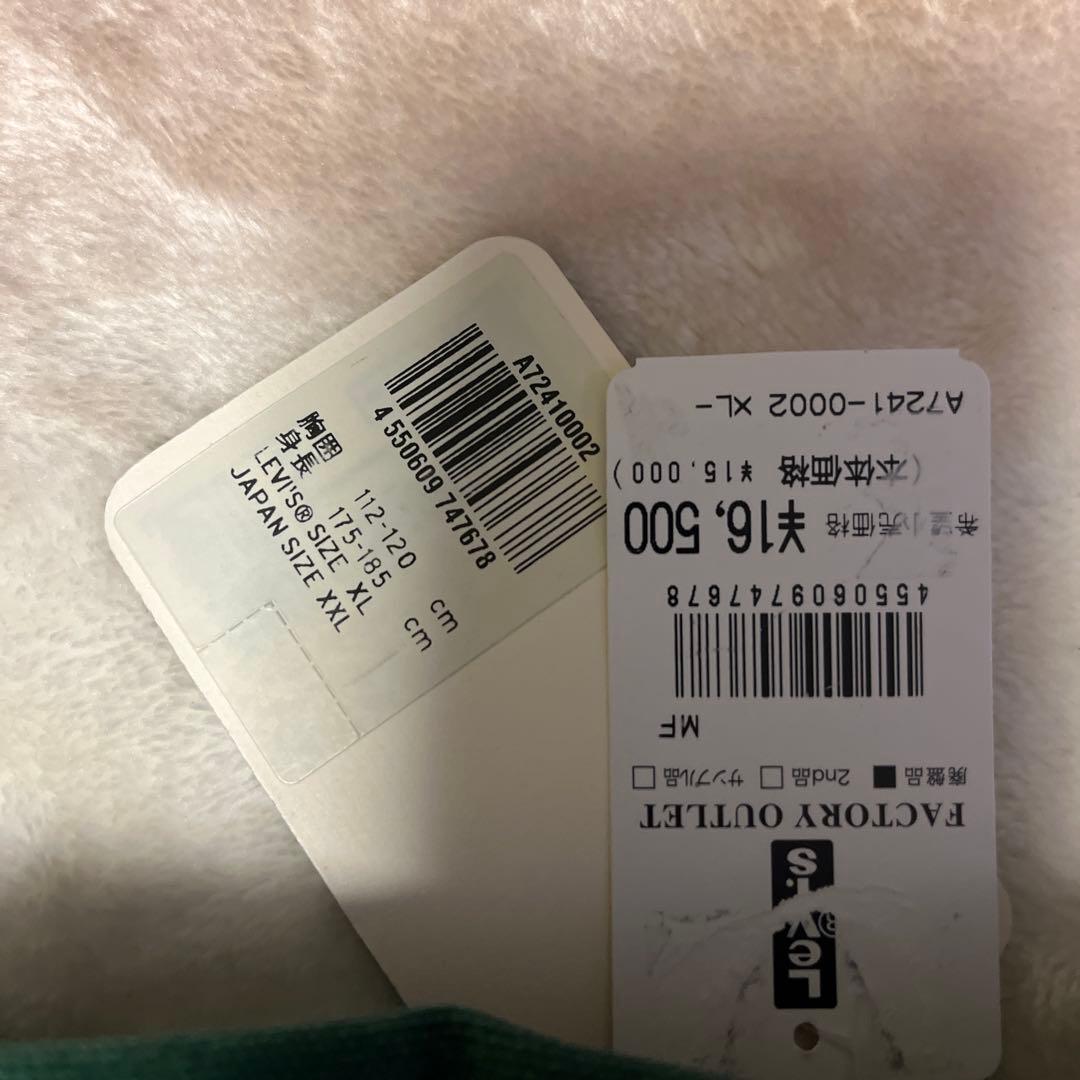 A72410002
4 550609 747678
胸囲 112-120 cm
身長 175-185 cm
LEVI'S® SIZE XL
JAPAN SIZE XXL
Levi's®
FACTORY OUTLET
廃盤品■ 2nd品□ サンプル品□
MF
4550609747678
希望小売価格 ¥16,500
(本体価格 ¥15,000)
A7241-0002 XL-